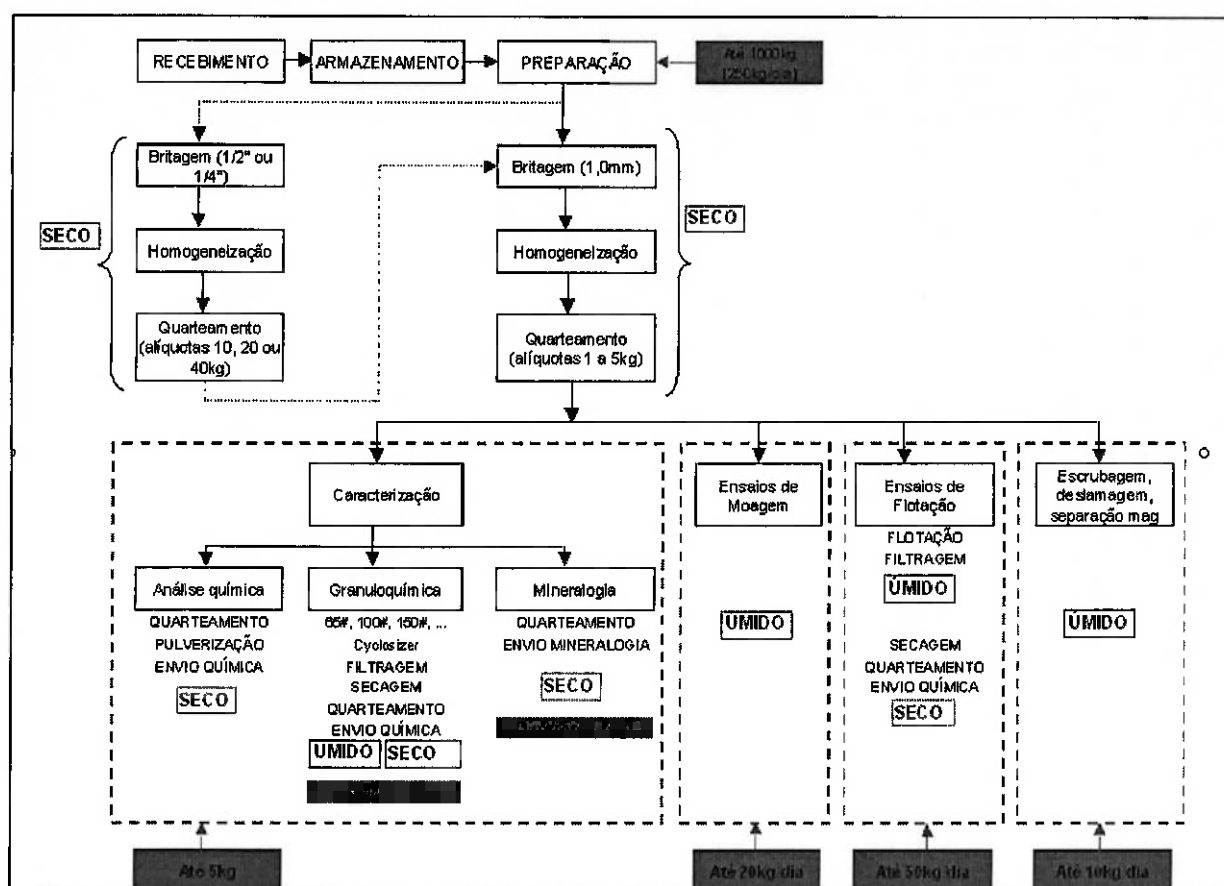 RECEBIMENTO
ARMAZENAMENTO
PREPARAÇÃO
Até 1000kg
(250kg/dia)
Britagem (1/2" ou
1/4")
Homogeneização
Quarteamento
(alíquotas 10, 20 ou
40kg)
SECO
Britagem (1,0mm)
Homogeneização
Quarteamento
(alíquotas 1 a 5kg)
SECO
Caracterização
Análise química
QUARTEAMENTO
PULVERIZAÇÃO
ENVIO QUÍMICA
SECO
Granuloquímica
65#, 100#, 150#, ...
Cyclosizer
FILTRAGEM
SECAGEM
QUARTEAMENTO
ENVIO QUÍMICA
ÚMIDO SECO
Mineralogia
QUARTEAMENTO
ENVIO MINERALOGIA
SECO
Ensaios de
Moagem
ÚMIDO
Ensaios de
Flotação
FLOTAÇÃO
FILTRAGEM
ÚMIDO
SECAGEM
QUARTEAMENTO
ENVIO QUÍMICA
SECO
Escrubagem,
deslamagem,
separação mag
ÚMIDO
Até 5kg
Até 20kg dia
Até 50kg dia
Até 10kg dia